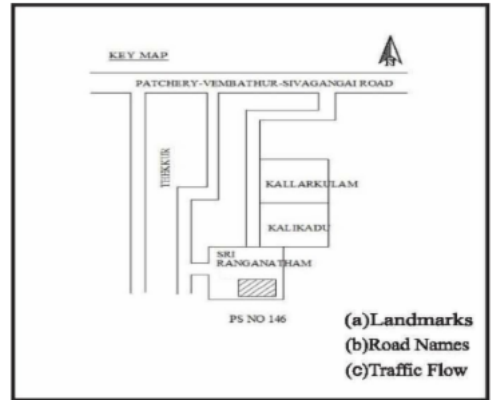 KEY MAP
PATCHERY-VEMBATHUR-SIVAGANGAI ROAD
THEKKUR
KALLARKULAM
KALIKADU
SRI
RANGANATHAM
PS NO 146
(a)Landmarks
(b)Road Names
(c)Traffic Flow